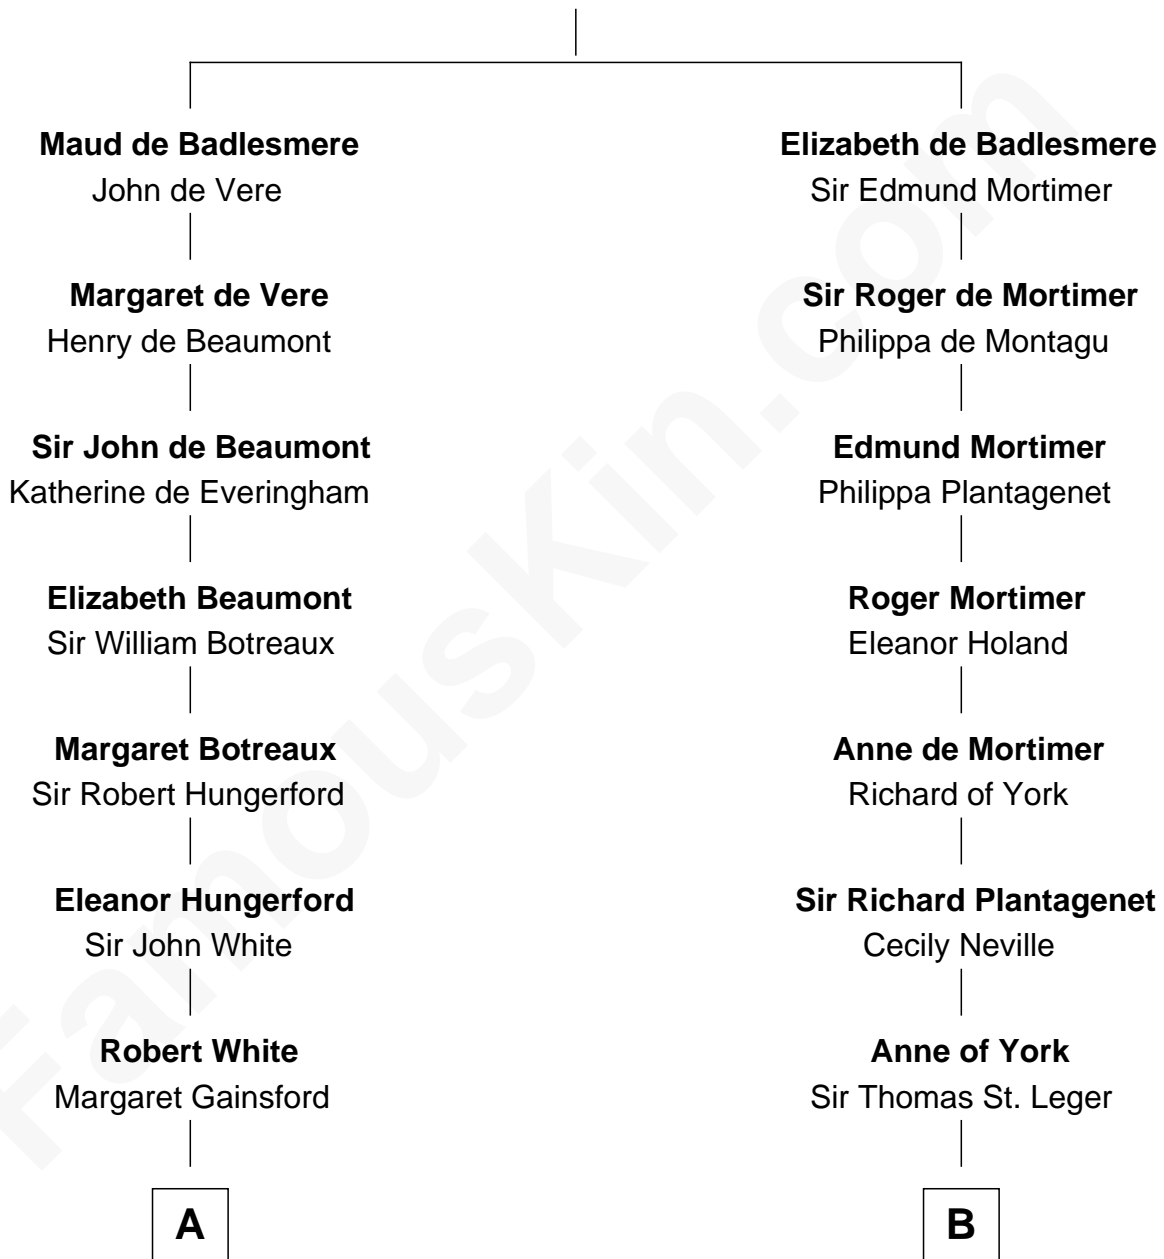 Maud de Badlesmere
John de Vere
Margaret de Vere
Henry de Beaumont
Sir John de Beaumont
Katherine de Everingham
Elizabeth Beaumont
Sir William Botreaux
Margaret Botreaux
Sir Robert Hungerford
Eleanor Hungerford
Sir John White
Robert White
Margaret Gainsford
A
Elizabeth de Badlesmere
Sir Edmund Mortimer
Sir Roger de Mortimer
Philippa de Montagu
Edmund Mortimer
Philippa Plantagenet
Roger Mortimer
Eleanor Holand
Anne de Mortimer
Richard of York
Sir Richard Plantagenet
Cecily Neville
Anne of York
Sir Thomas St. Leger
B
FamousKin.com